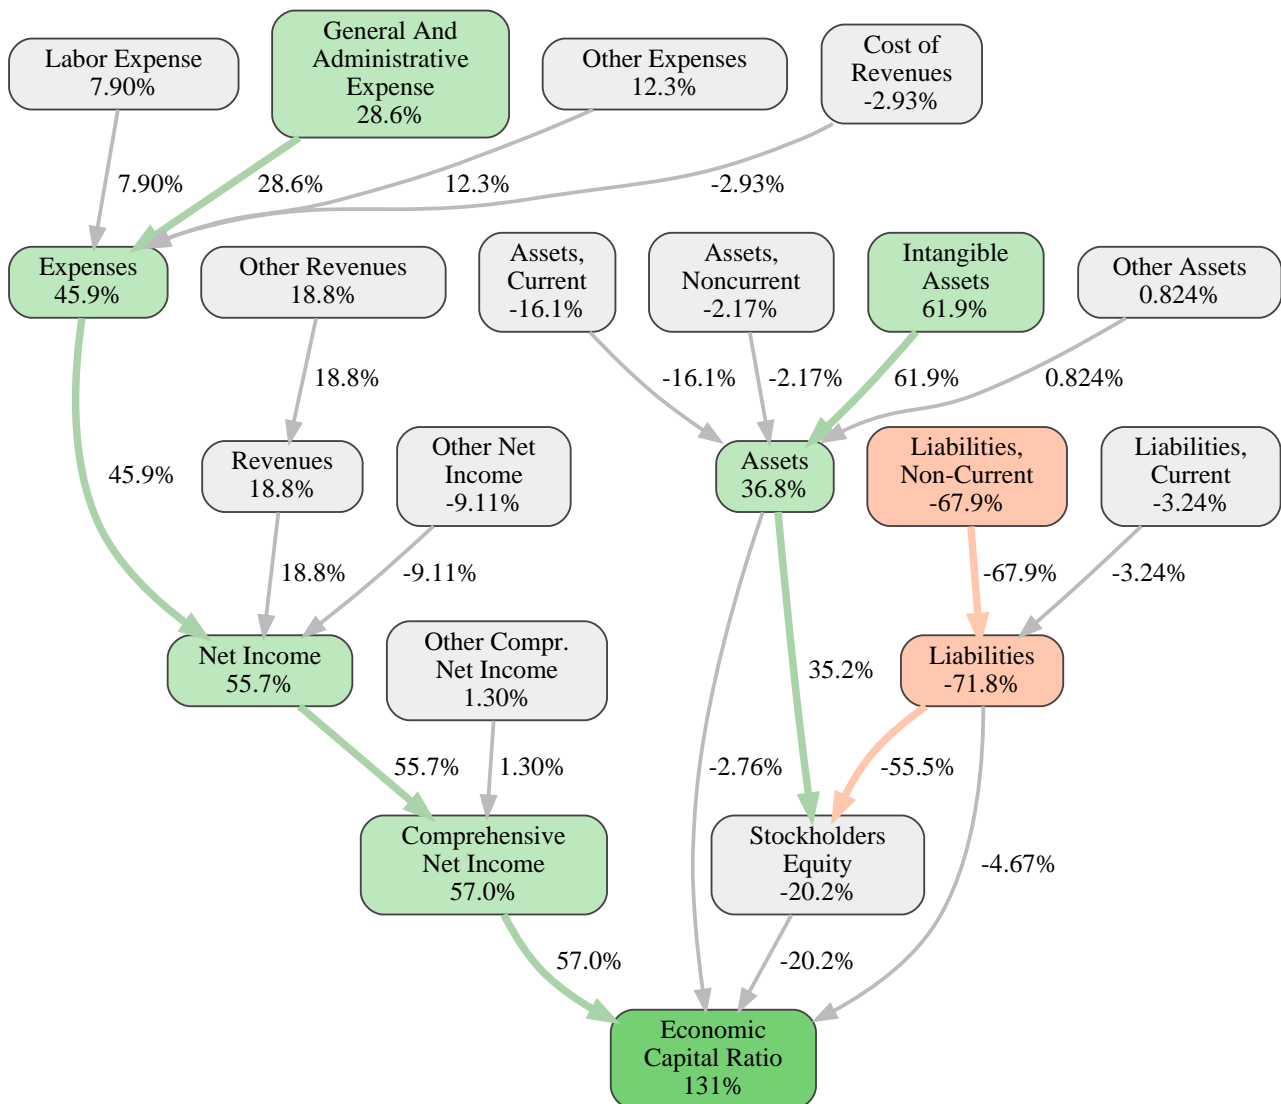 Labor Expense
7.90%
General And
Administrative
Expense
28.6%
Other Expenses
12.3%
Cost of
Revenues
-2.93%
7.90%
28.6%
12.3%
-2.93%
Expenses
45.9%
Other Revenues
18.8%
Assets,
Current
-16.1%
Assets,
Noncurrent
-2.17%
Intangible
Assets
61.9%
Other Assets
0.824%
18.8%
-16.1%
-2.17%
61.9%
0.824%
45.9%
Revenues
18.8%
Other Net
Income
-9.11%
Assets
36.8%
Liabilities,
Non-Current
-67.9%
Liabilities,
Current
-3.24%
18.8%
-9.11%
-67.9%
-3.24%
Net Income
55.7%
Other Compr.
Net Income
1.30%
35.2%
Liabilities
-71.8%
55.7%
1.30%
-2.76%
-55.5%
Comprehensive
Net Income
57.0%
Stockholders
Equity
-20.2%
-4.67%
57.0%
-20.2%
Economic
Capital Ratio
131%